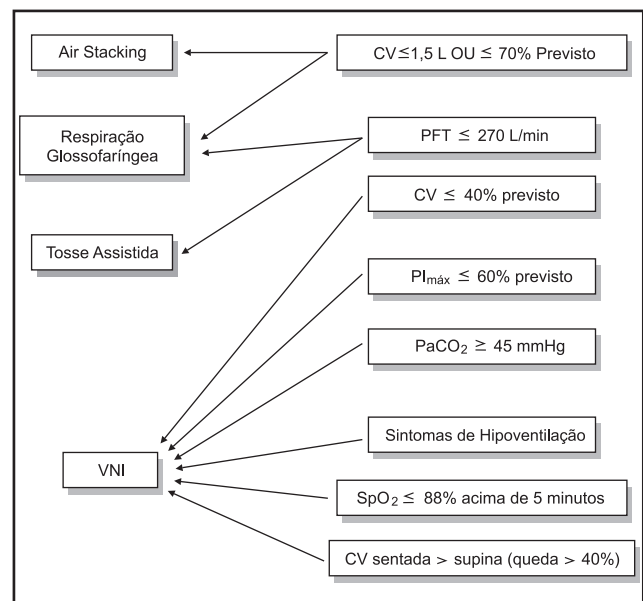 Air Stacking
CV≤1,5 L OU ≤ 70% Previsto
Respiração
Glossofaríngea
PFT ≤ 270 L/min
CV ≤ 40% previsto
Tosse Assistida
PImáx ≤ 60% previsto
PaCO2 ≥ 45 mmHg
Sintomas de Hipoventilação
VNI
SpO2 ≤ 88% acima de 5 minutos
CV sentada > supina (queda > 40%)